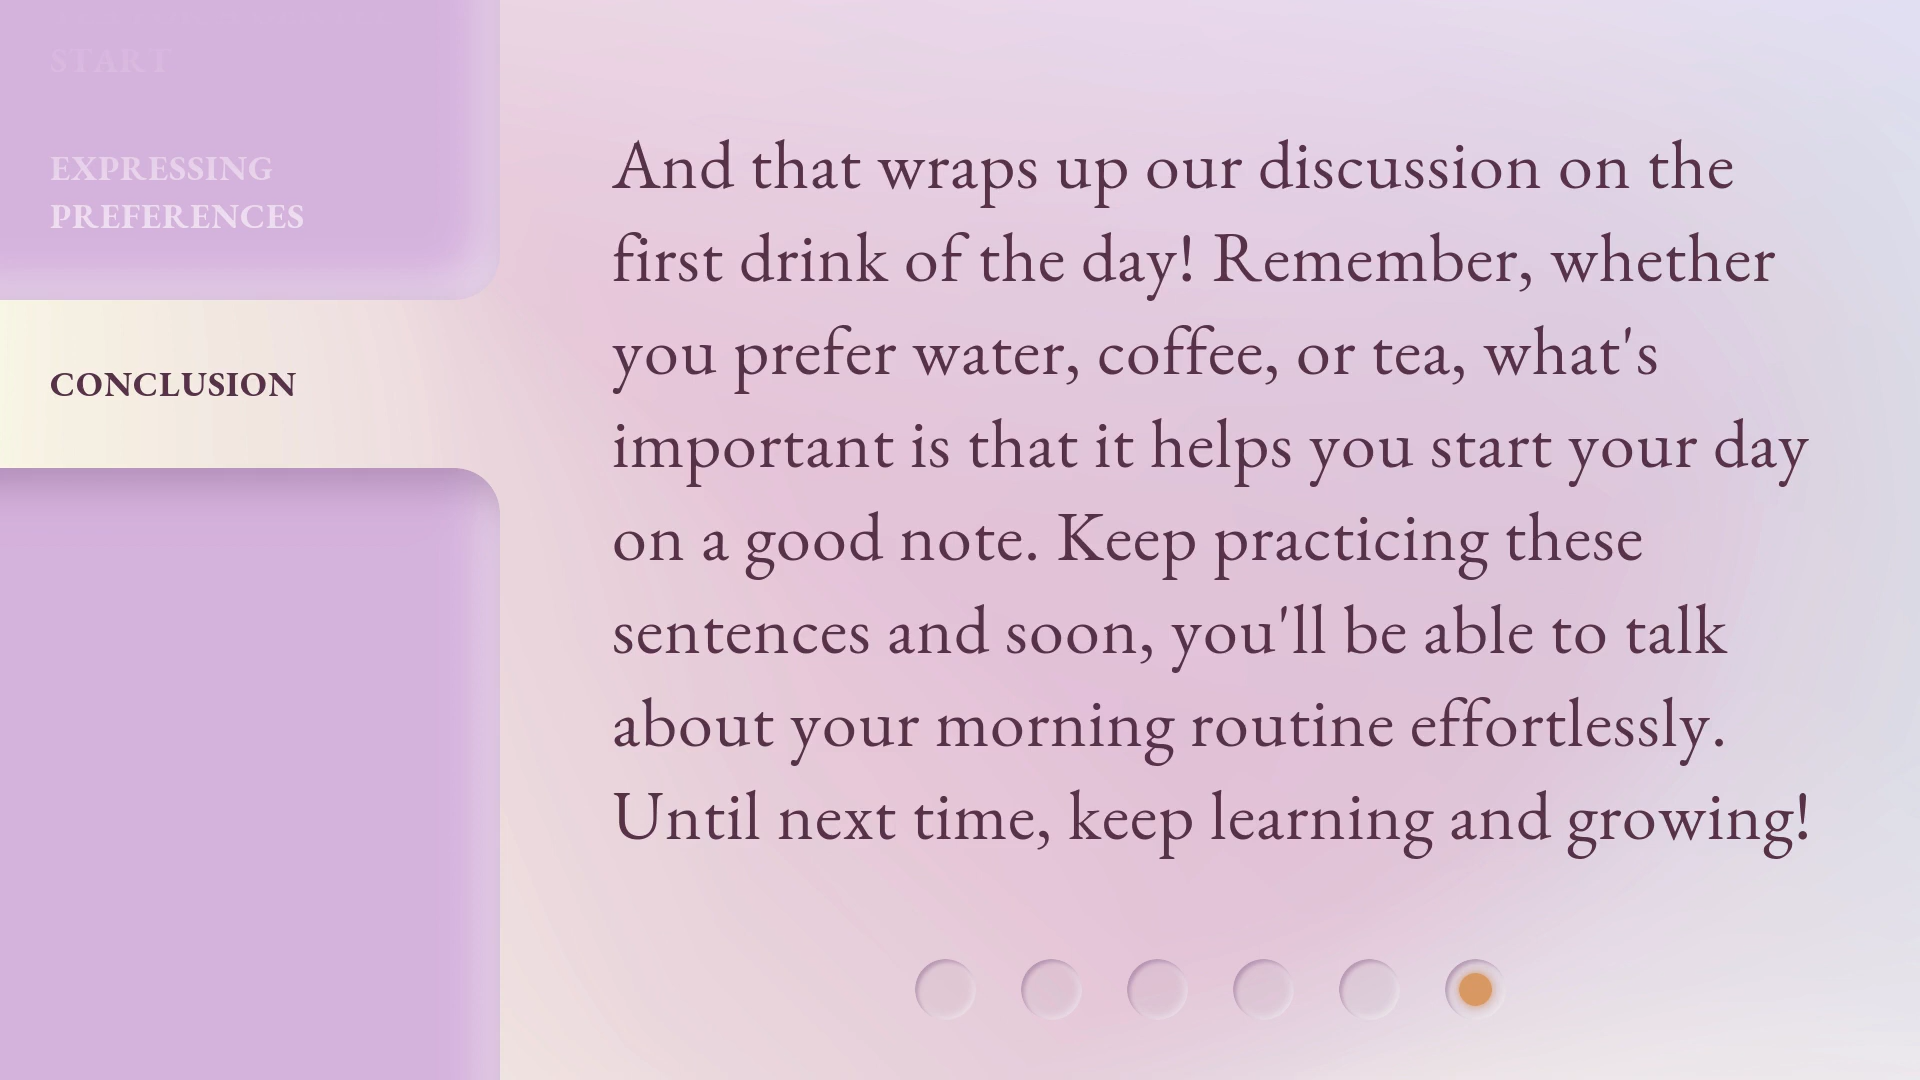 START
EXPRESSING
PREFERENCES
CONCLUSION
And that wraps up our discussion on the
first drink of the day! Remember, whether
you prefer water, coffee, or tea, what's
important is that it helps you start your day
on a good note. Keep practicing these
sentences and soon, you'll be able to talk
about your morning routine effortlessly.
Until next time, keep learning and growing!